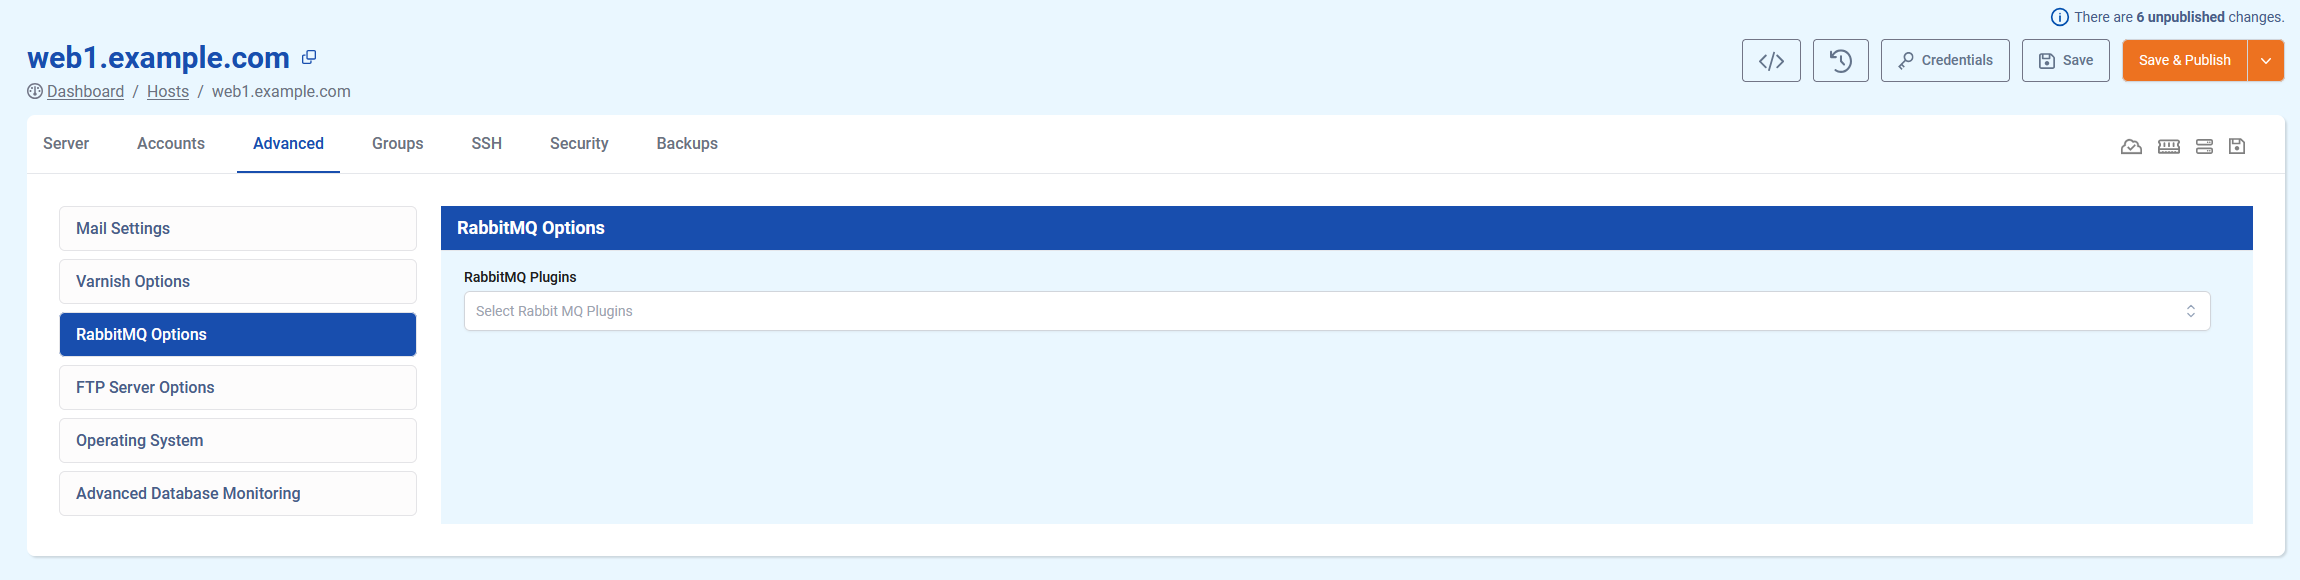 There are 6 unpublished changes.
web1.example.com
Credentials
Save
Save & Publish
Dashboard / Hosts / web1.example.com
Server
Accounts
Advanced
Groups
SSH
Security
Backups
Mail Settings
Varnish Options
RabbitMQ Options
FTP Server Options
Operating System
Advanced Database Monitoring
RabbitMQ Options
RabbitMQ Plugins
Select Rabbit MQ Plugins